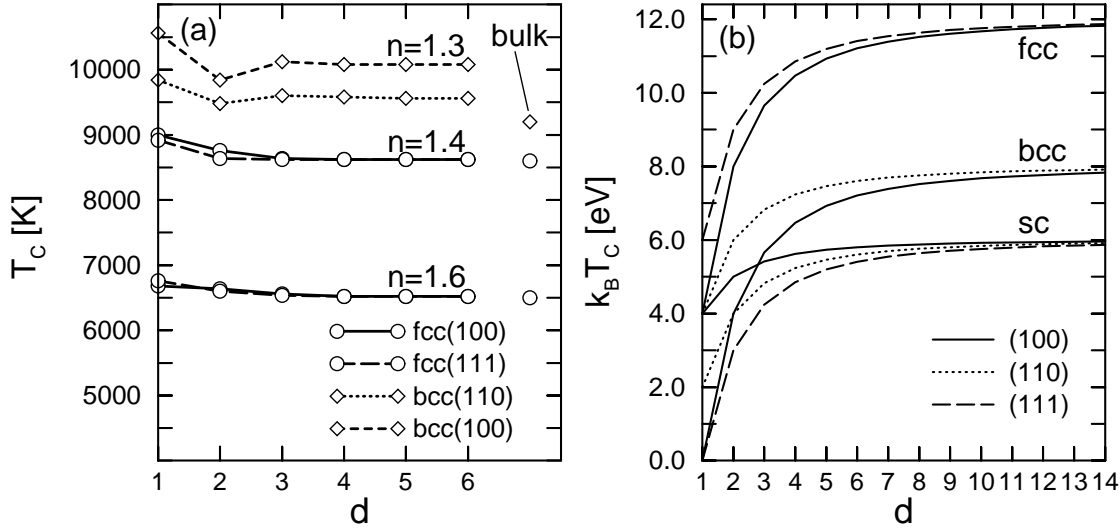 (a)
n=1.3
bulk
n=1.4
n=1.6
fcc(100)
fcc(111)
bcc(110)
bcc(100)
10000
9000
8000
7000
6000
5000
T_C [K]
1 2 3 4 5 6
d
(b)
fcc
bcc
sc
(100)
(110)
(111)
12.0
10.0
8.0
6.0
4.0
2.0
0.0
k_B T_C [eV]
1 2 3 4 5 6 7 8 9 10 11 12 13 14
d